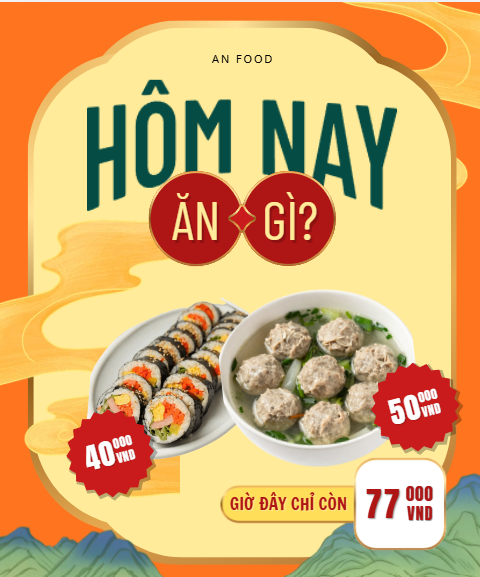 AN FOOD
HÔM NAY
ĂN GÌ?
50 000 VND
40 000 VND
GIỜ ĐÂY CHỈ CÒN
77 000 VND